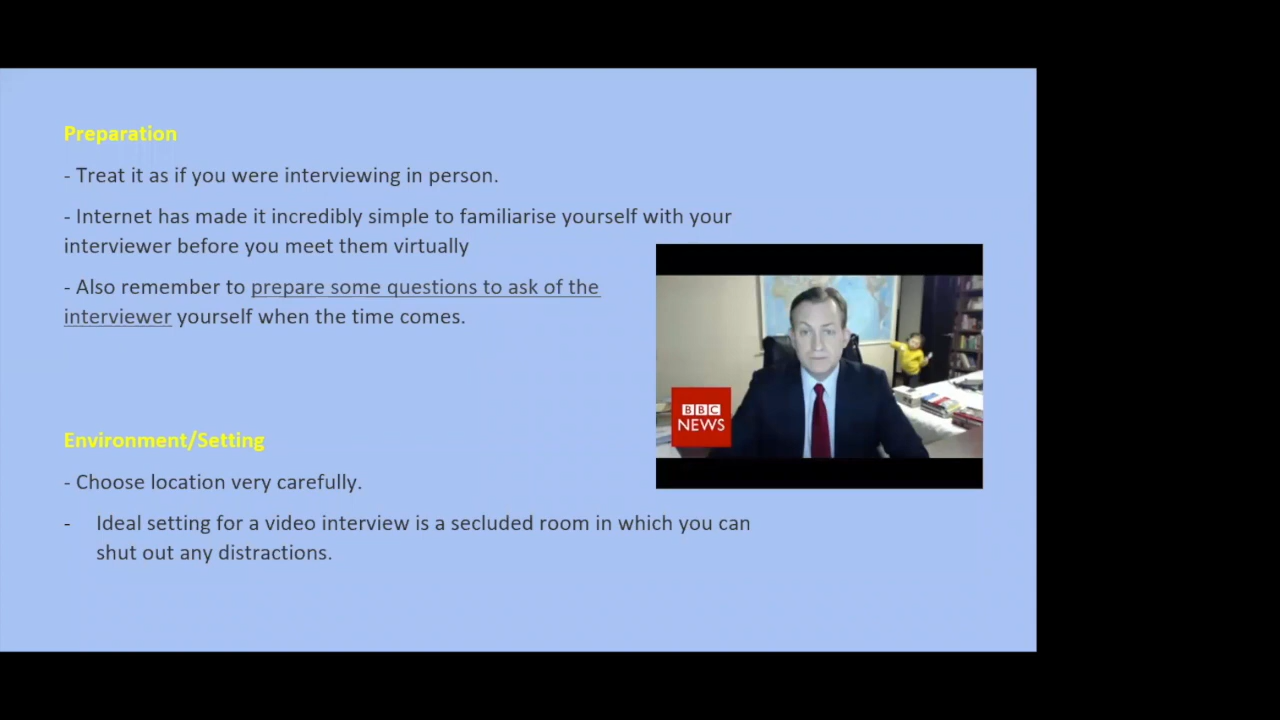 Preparation
- Treat it as if you were interviewing in person.
- Internet has made it incredibly simple to familiarise yourself with your
interviewer before you meet them virtually
- Also remember to prepare some questions to ask of the
interviewer yourself when the time comes.
BBC
NEWS
Environment/Setting
- Choose location very carefully.
- Ideal setting for a video interview is a secluded room in which you can
shut out any distractions.